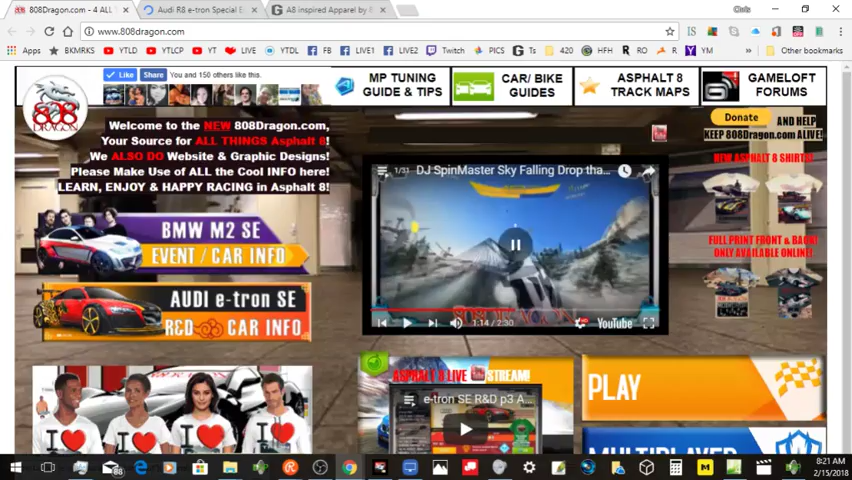 808Dragon.com - 4 ALL
Audi R8 e-tron Special E
A8 inspired Apparel by 8
Chris
www.808dragon.com
Apps
BKMRKS
YTLD
YTLCP
YT
LIVE
YTDL
FB
LIVE1
LIVE2
Twitch
PICS
Ts
420
HFH
R
RO
R
YM
Other bookmarks
Like
Share
You and 150 others like this.
808
DRAGON
MP TUNING
GUIDE & TIPS
CAR/ BIKE
GUIDES
ASPHALT 8
TRACK MAPS
GAMELOFT
FORUMS
Welcome to the NEW 808Dragon.com,
Your Source for ALL THINGS Asphalt 8!
We ALSO DO Website & Graphic Designs!
Please Make Use of ALL the Cool INFO here!
LEARN, ENJOY & HAPPY RACING in Asphalt 8!
Donate
AND HELP
KEEP 808Dragon.com ALIVE!
NEW ASPHALT 8 SHIRTS!
FULL PRINT FRONT & BACK!
ONLY AVAILABLE ONLINE!
1/31
DJ SpinMaster Sky Falling Drop tha...
1:14 / 2:30
YouTube
BMW M2 SE
EVENT / CAR INFO
AUDI e-tron SE
R&D CAR INFO
I
I
I
I
ASPHALT 8 LIVE STREAM!
e-tron SE R&D p3 A...
PLAY
MULTIPLAYER
88
8:21 AM
2/15/2018